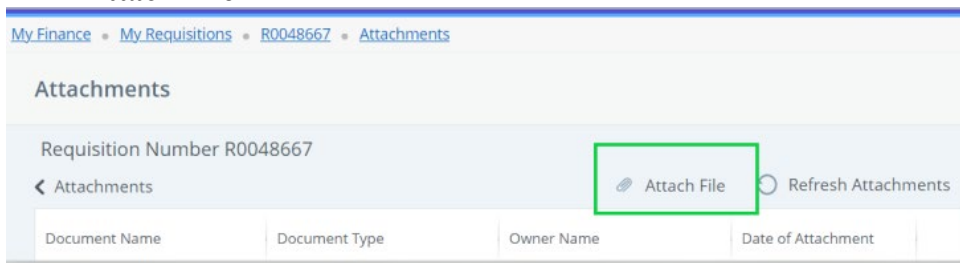 My Finance • My Requisitions • R0048667 • Attachments
Attachments
Requisition Number R0048667
Attachments
Attach File
Refresh Attachments
Document Name
Document Type
Owner Name
Date of Attachment